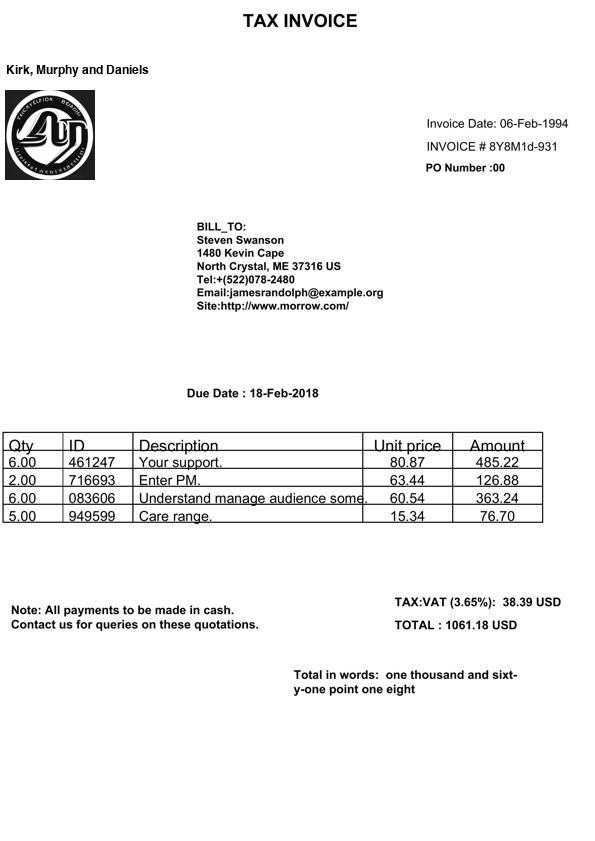 TAX INVOICE
Kirk, Murphy and Daniels
Invoice Date: 06-Feb-1994
INVOICE # 8Y8M1d-931
PO Number :00
BILL_TO:
Steven Swanson
1480 Kevin Cape
North Crystal, ME 37316 US
Tel:+(522)078-2480
Email:jamesrandolph@example.org
Site:http://www.morrow.com/
Due Date : 18-Feb-2018
Qty ID Description Unit price Amount
6.00 461247 Your support. 80.87 485.22
2.00 716693 Enter PM. 63.44 126.88
6.00 083606 Understand manage audience some. 60.54 363.24
5.00 949599 Care range. 15.34 76.70
TAX:VAT (3.65%): 38.39 USD
Note: All payments to be made in cash.
Contact us for queries on these quotations.
TOTAL : 1061.18 USD
Total in words: one thousand and sixt-
y-one point one eight